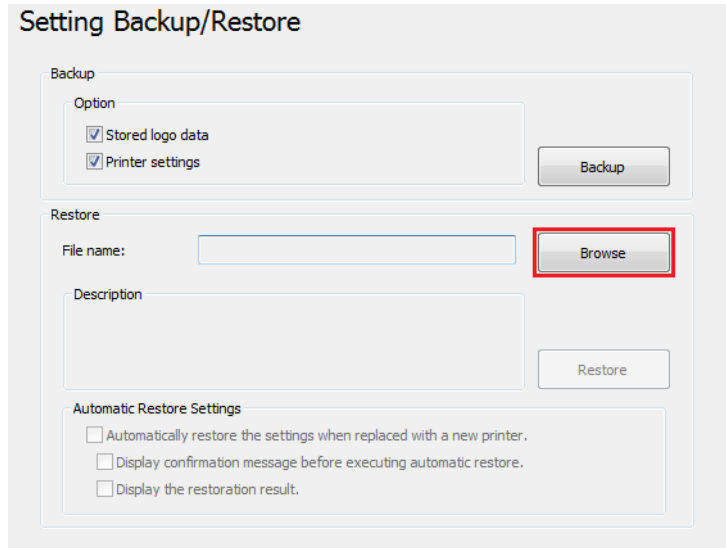 Setting Backup/Restore
Backup
Option
Stored logo data
Printer settings
Backup
Restore
File name:
Browse
Description
Restore
Automatic Restore Settings
Automatically restore the settings when replaced with a new printer.
Display confirmation message before executing automatic restore.
Display the restoration result.